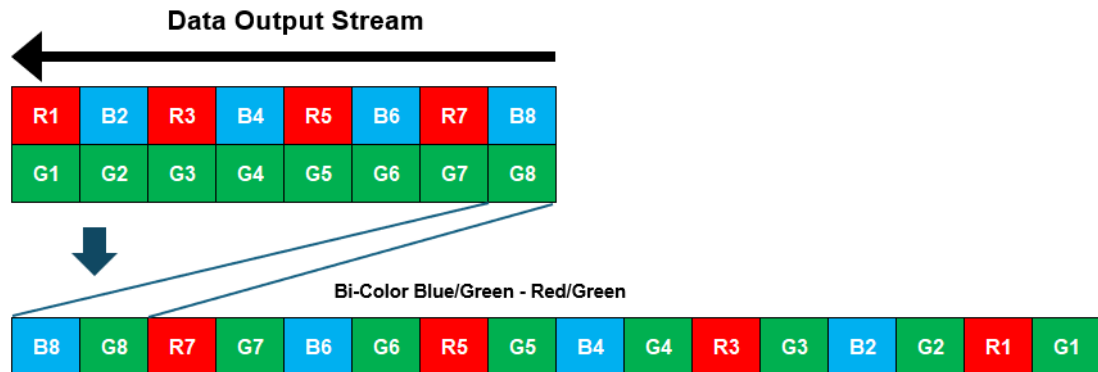 Data Output Stream
R1 B2 R3 B4 R5 B6 R7 B8
G1 G2 G3 G4 G5 G6 G7 G8
Bi-Color Blue/Green - Red/Green
B8 G8 R7 G7 B6 G6 R5 G5 B4 G4 R3 G3 B2 G2 R1 G1